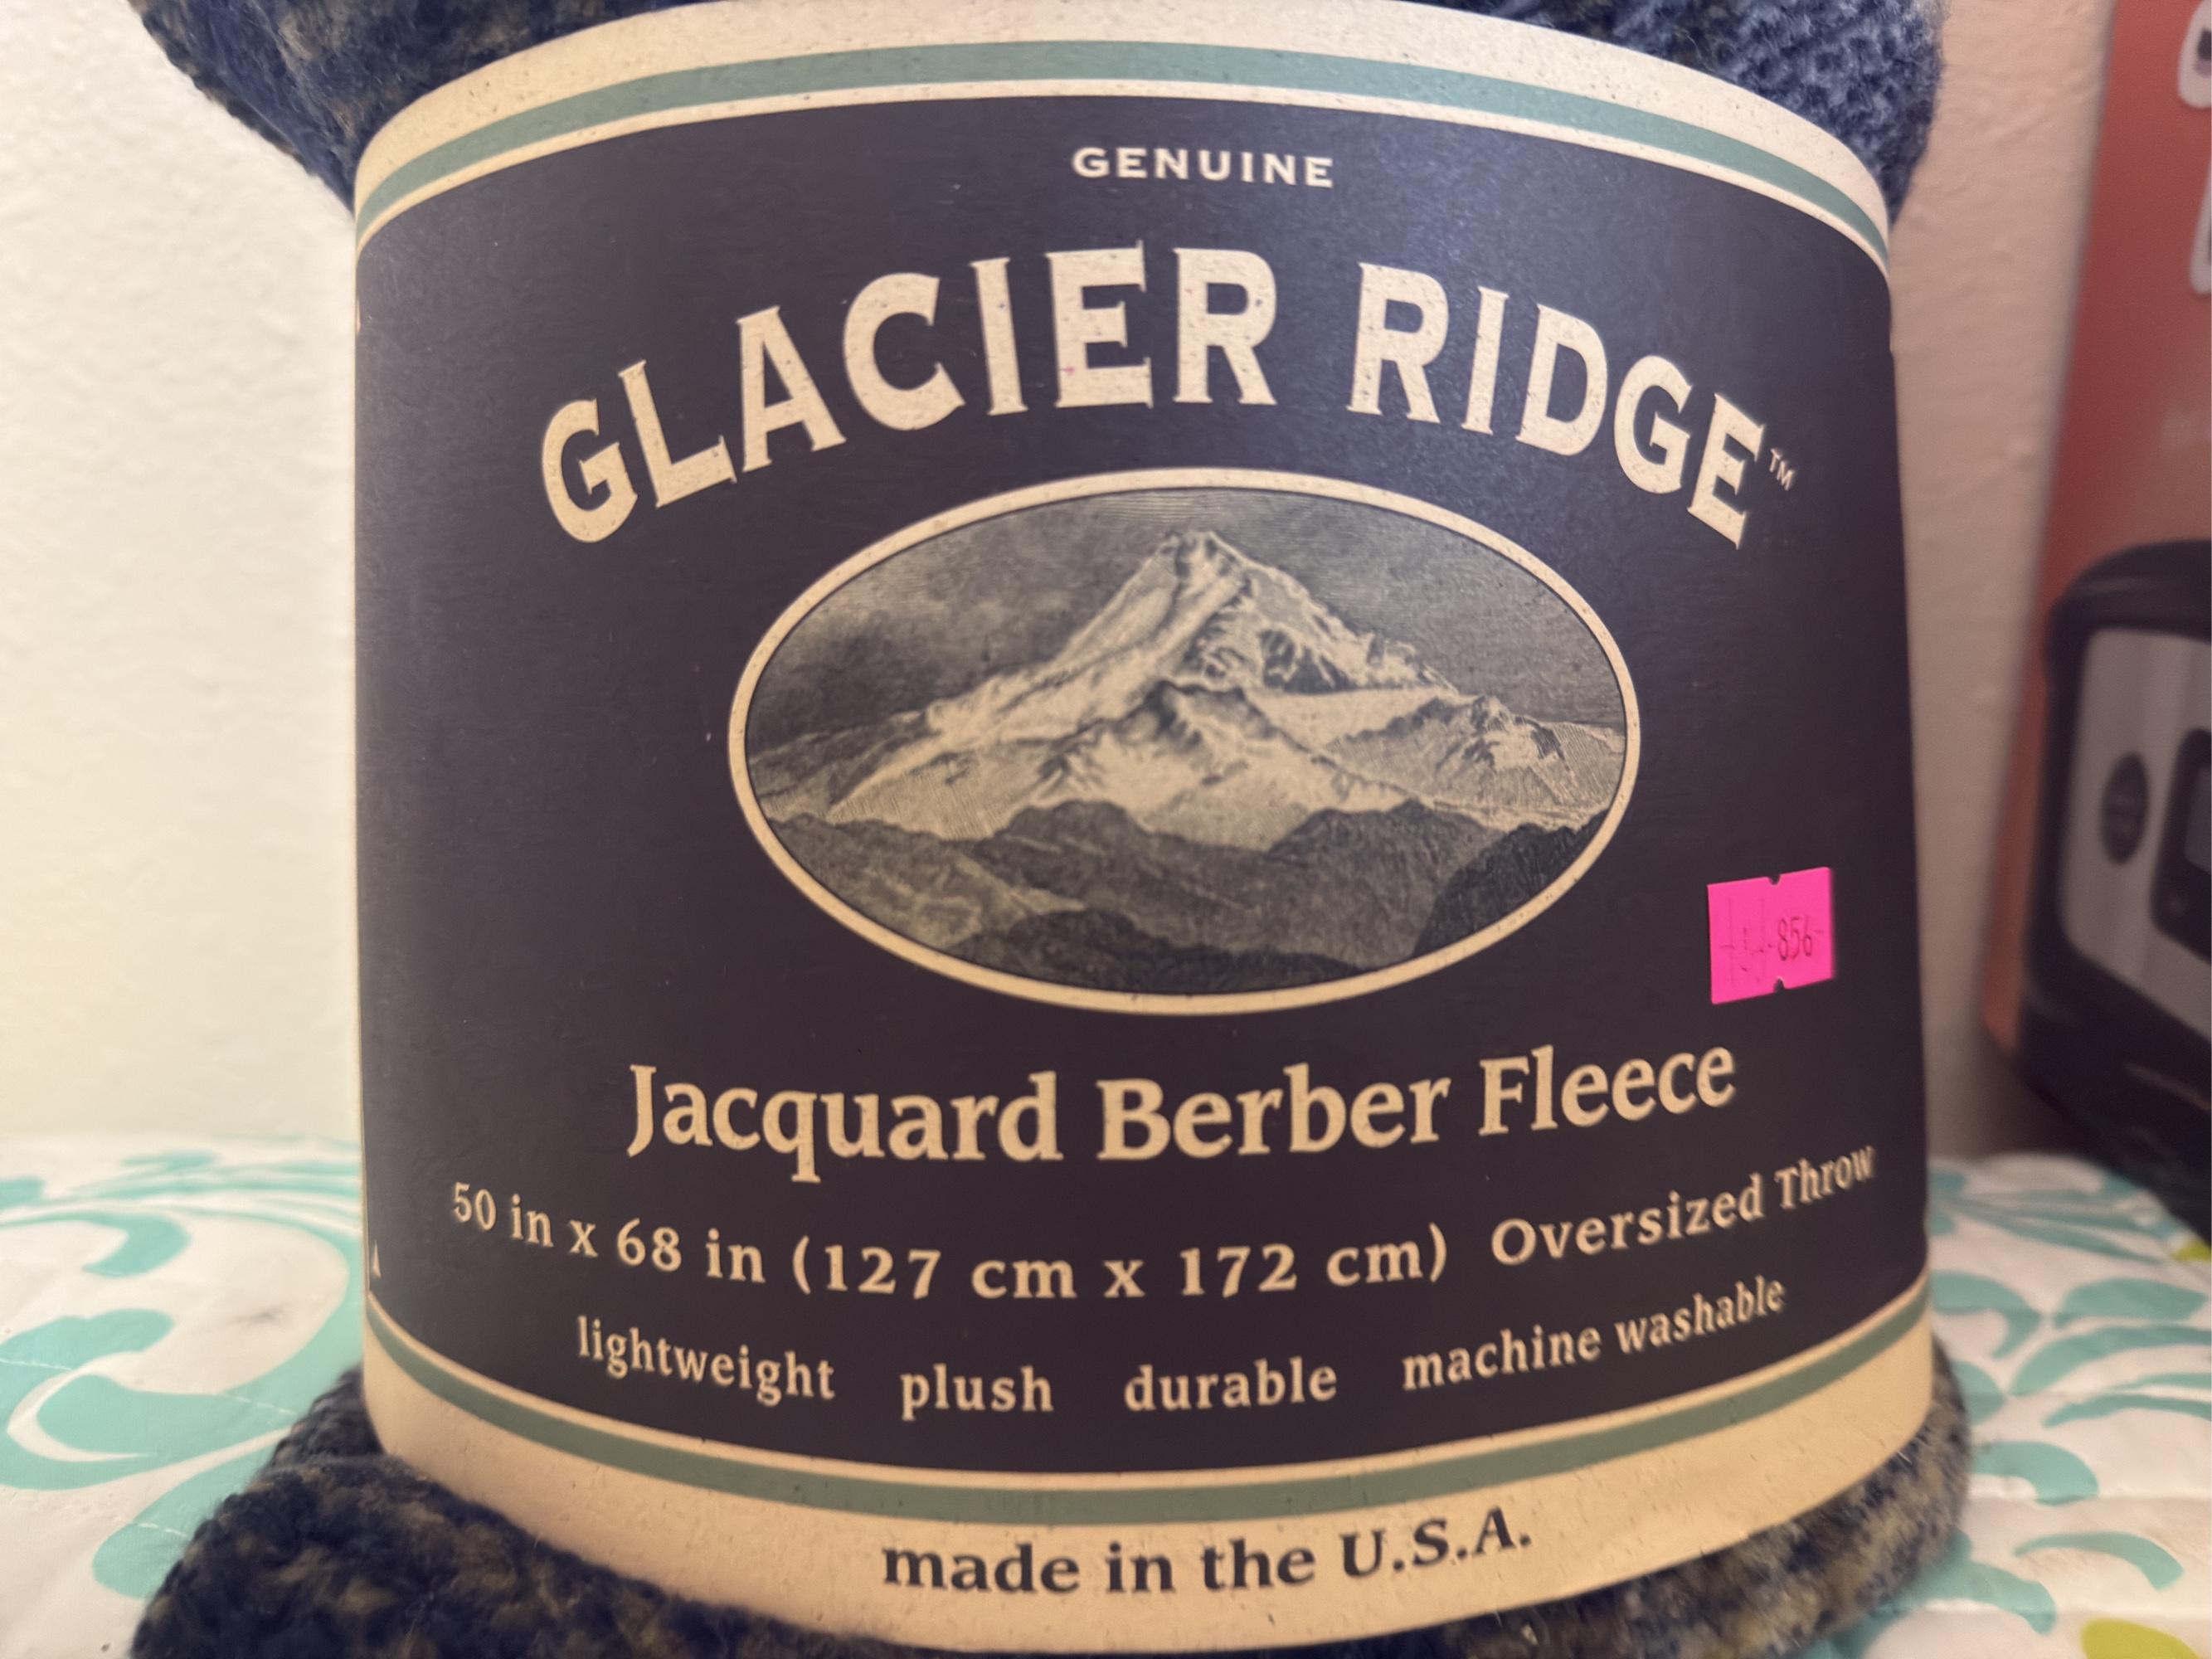 GENUINE
GLACIER RIDGE™
856
Jacquard Berber Fleece
50 in x 68 in (127 cm x 172 cm) Oversized Throw
lightweight plush durable machine washable
made in the U.S.A.